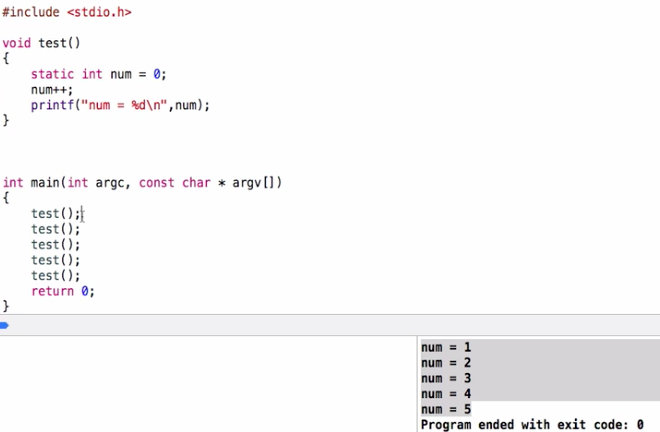 #include <stdio.h>
void test()
{
static int num = 0;
num++;
printf("num = %d\n",num);
}
int main(int argc, const char * argv[])
{
test();
test();
test();
test();
test();
return 0;
}
num = 1
num = 2
num = 3
num = 4
num = 5
Program ended with exit code: 0